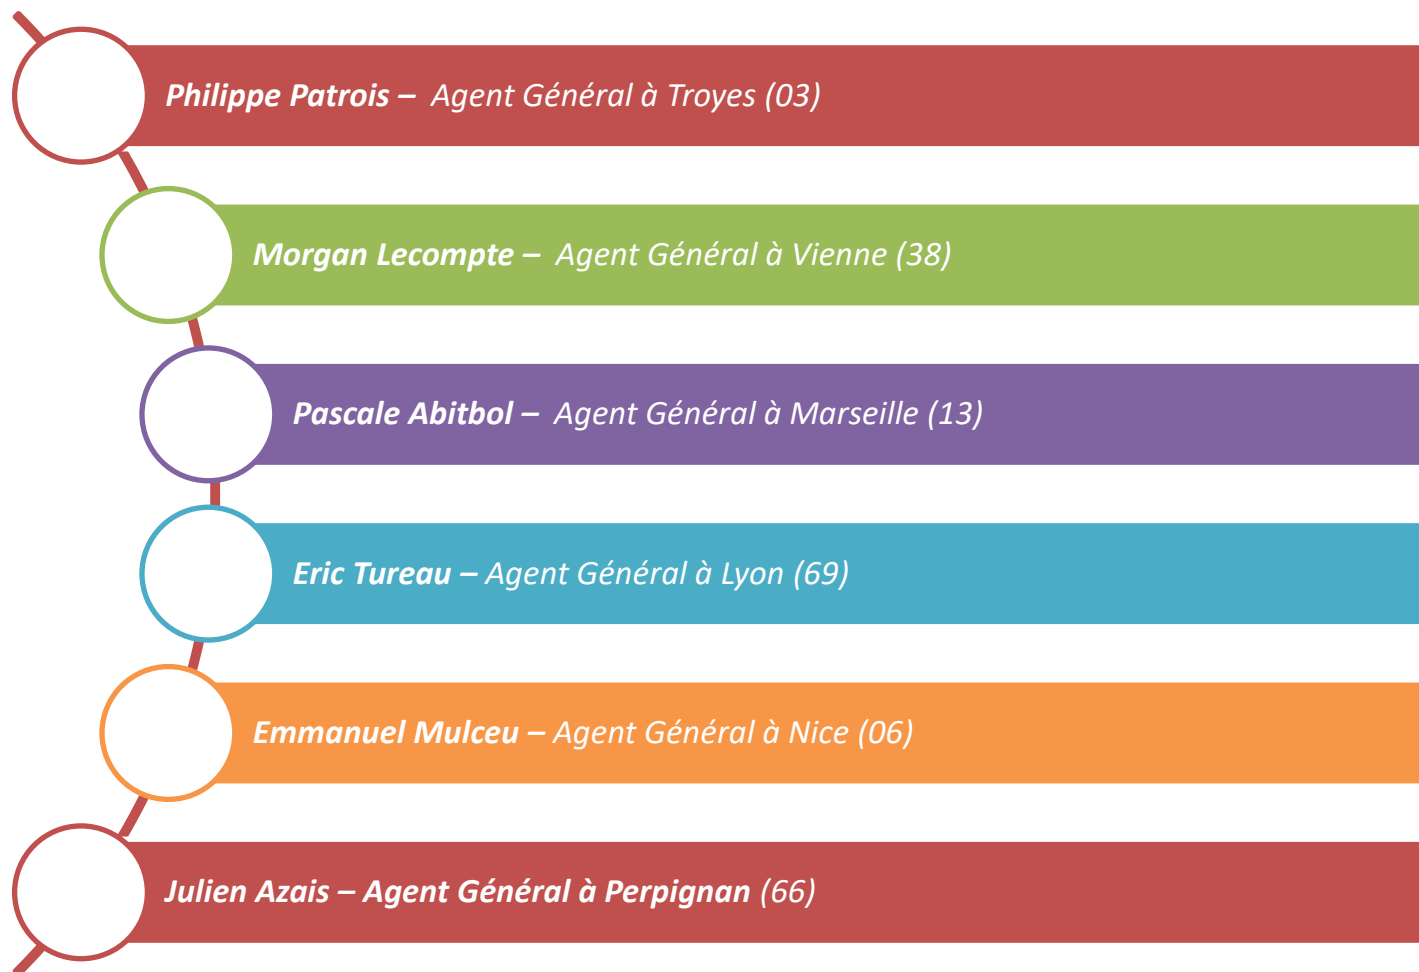 Philippe Patrois – Agent Général à Troyes (03)
Morgan Lecompte – Agent Général à Vienne (38)
Pascale Abitbol – Agent Général à Marseille (13)
Eric Tureau – Agent Général à Lyon (69)
Emmanuel Mulceu – Agent Général à Nice (06)
Julien Azais – Agent Général à Perpignan (66)